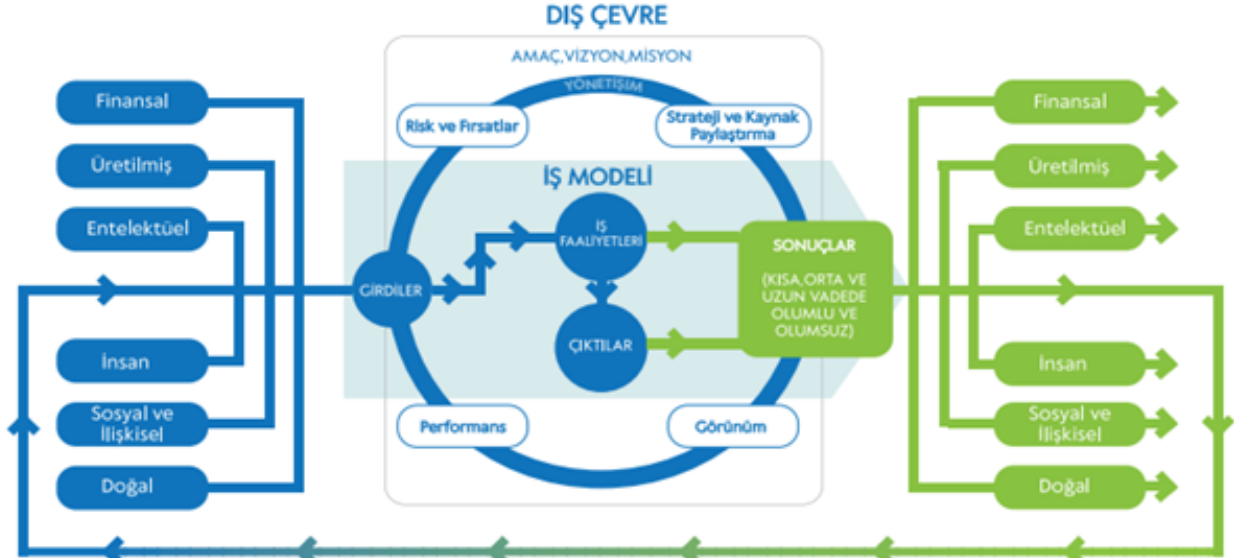 DIŞ ÇEVRE
AMAÇ,VİZYON,MİSYON
YÖNETİŞİM
Finansal
Üretilmiş
Entelektüel
İnsan
Sosyal ve
İlişkisel
Doğal
Risk ve Fırsatlar
Strateji ve Kaynak
Paylaştırma
İŞ MODELİ
GİRDİLER
İŞ
FAALİYETLERİ
ÇIKTILAR
SONUÇLAR
(KISA,ORTA VE
UZUN VADEDE
OLUMLU VE
OLUMSUZ)
Performans
Görünüm
Finansal
Üretilmiş
Entelektüel
İnsan
Sosyal ve
İlişkisel
Doğal